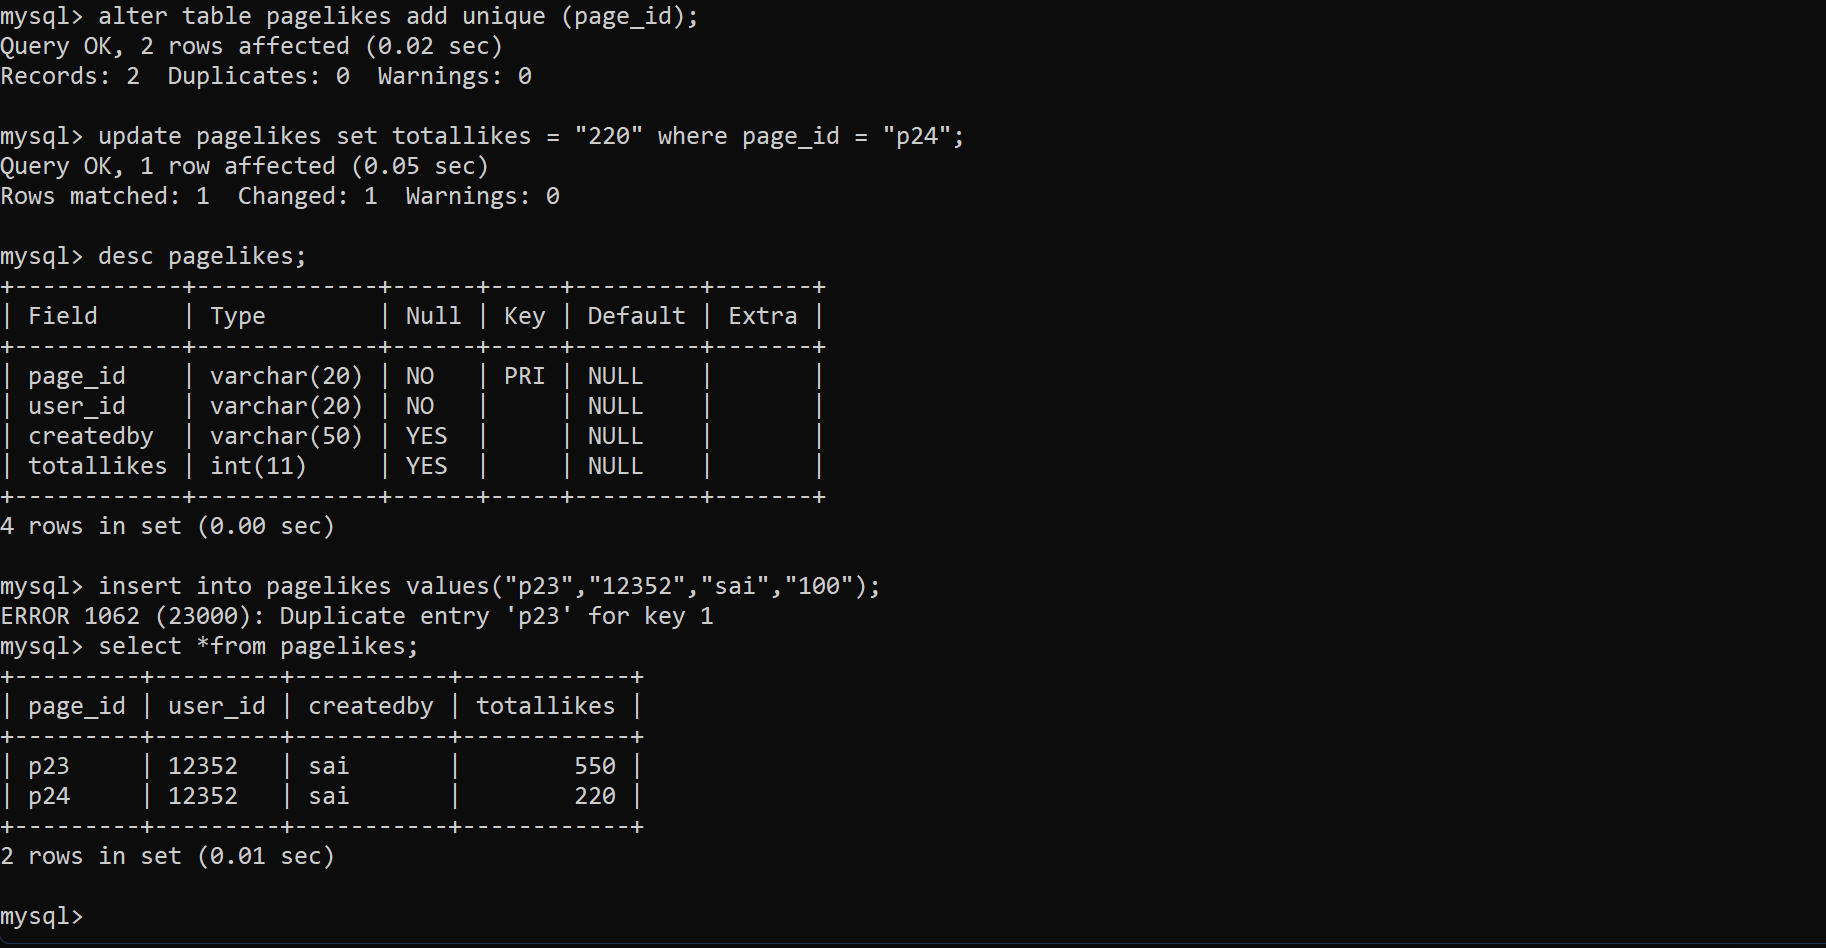 mysql> alter table pagelikes add unique (page_id);
Query OK, 2 rows affected (0.02 sec)
Records: 2  Duplicates: 0  Warnings: 0

mysql> update pagelikes set totallikes = "220" where page_id = "p24";
Query OK, 1 row affected (0.05 sec)
Rows matched: 1  Changed: 1  Warnings: 0

mysql> desc pagelikes;
+------------+-------------+------+-----+---------+-------+
| Field      | Type        | Null | Key | Default | Extra |
+------------+-------------+------+-----+---------+-------+
| page_id    | varchar(20) | NO   | PRI | NULL    |       |
| user_id    | varchar(20) | NO   |     | NULL    |       |
| createdby  | varchar(50) | YES  |     | NULL    |       |
| totallikes | int(11)     | YES  |     | NULL    |       |
+------------+-------------+------+-----+---------+-------+
4 rows in set (0.00 sec)

mysql> insert into pagelikes values("p23","12352","sai","100");
ERROR 1062 (23000): Duplicate entry 'p23' for key 1
mysql> select *from pagelikes;
+---------+---------+-----------+------------+
| page_id | user_id | createdby | totallikes |
+---------+---------+-----------+------------+
| p23     | 12352   | sai       |        550 |
| p24     | 12352   | sai       |        220 |
+---------+---------+-----------+------------+
2 rows in set (0.01 sec)

mysql>